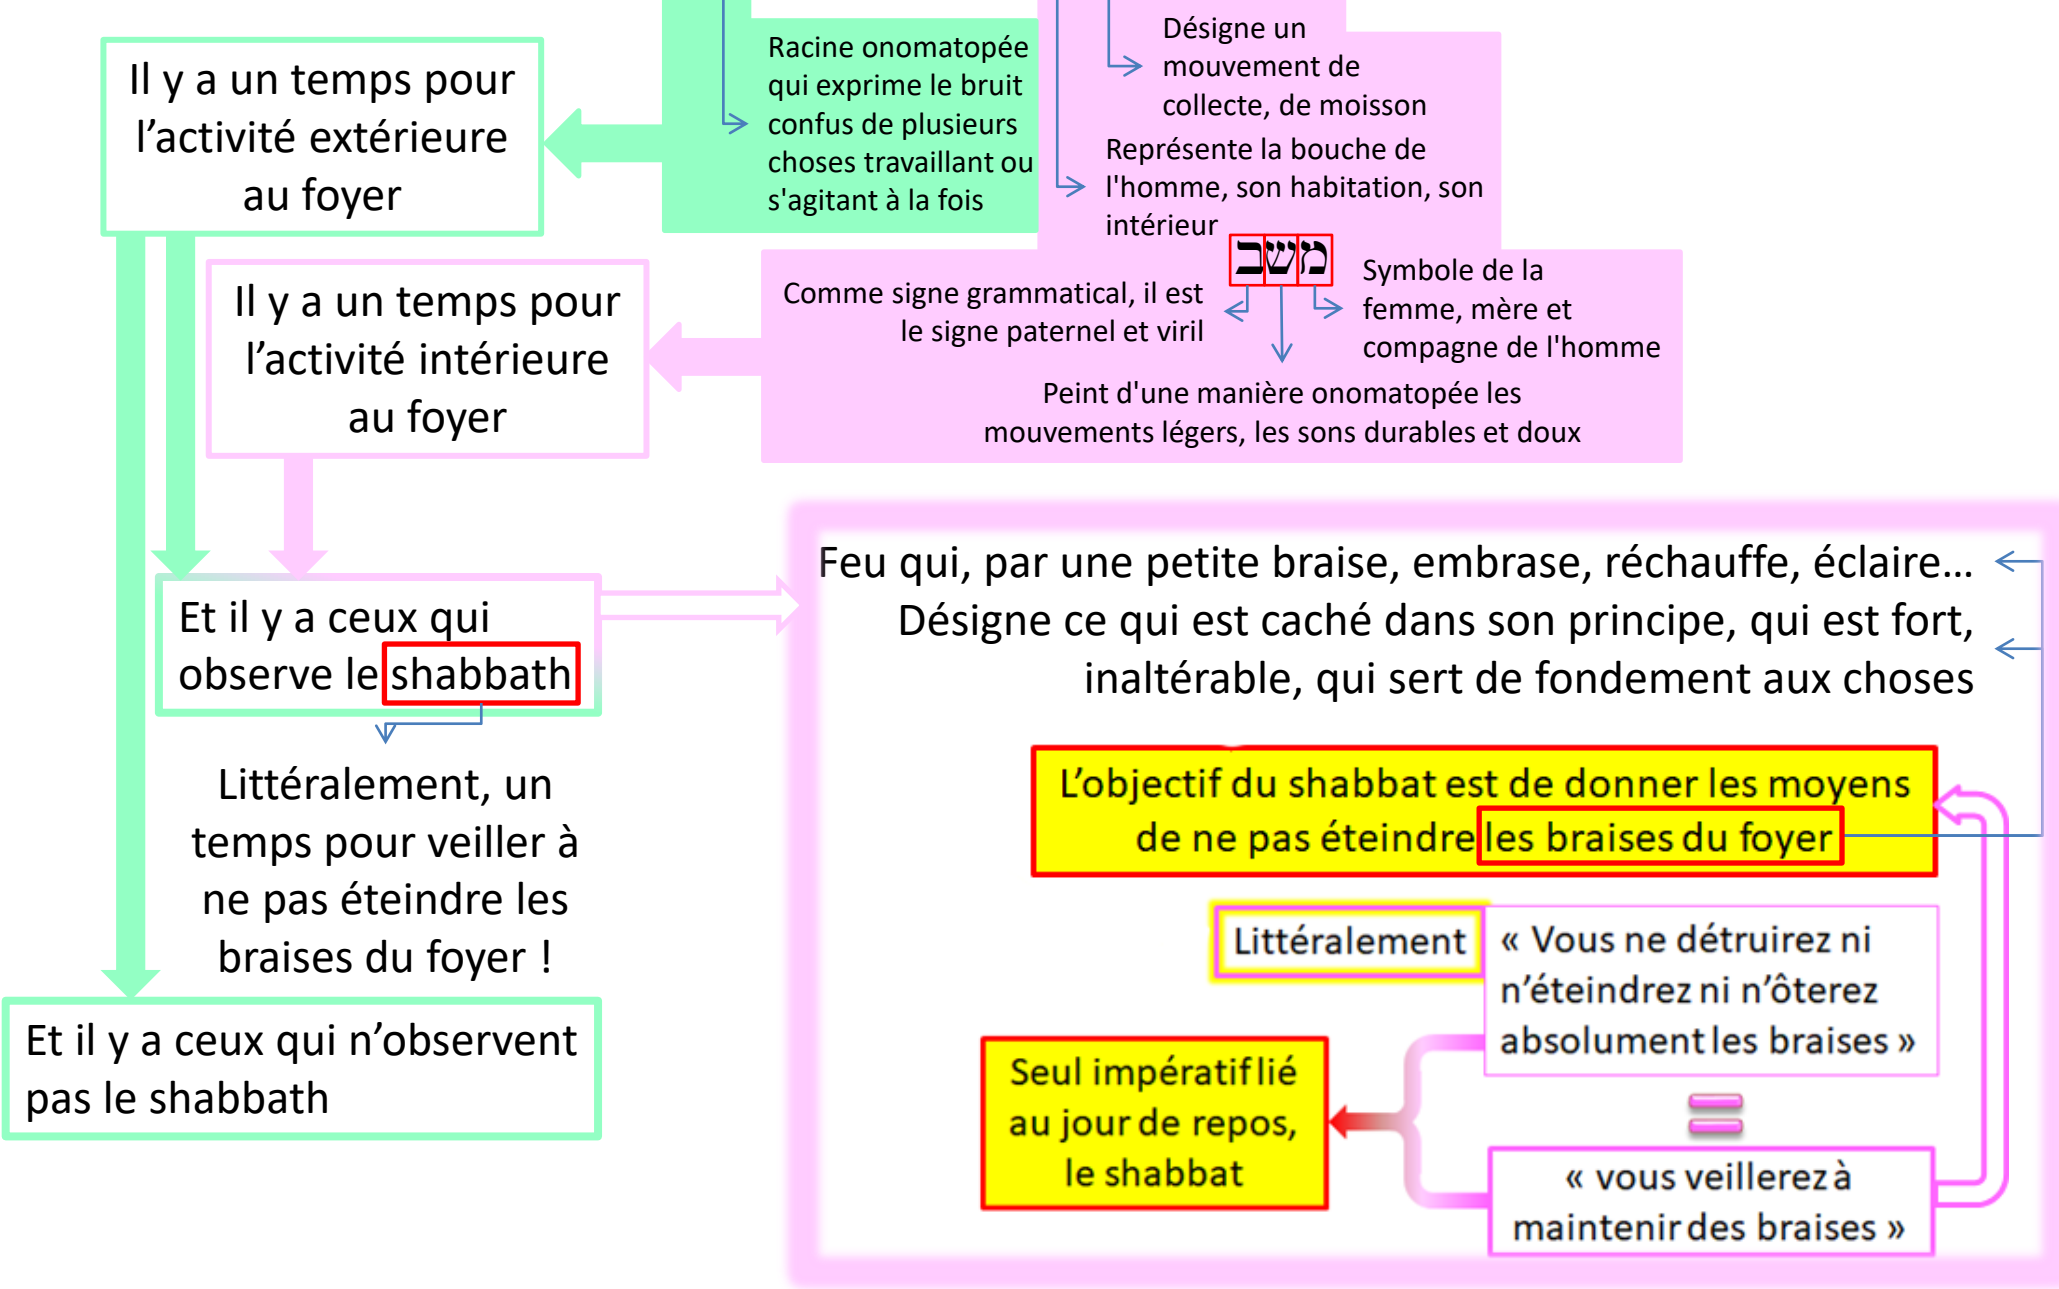 Racine onomatopée
qui exprime le bruit
confus de plusieurs
choses travaillant ou
s'agitant à la fois
Désigne un
mouvement de
collecte, de moisson
Représente la bouche de
l'homme, son habitation, son
intérieur
Il y a un temps pour
l’activité extérieure
au foyer
Il y a un temps pour
l’activité intérieure
au foyer
משב
Comme signe grammatical, il est
le signe paternel et viril
Symbole de la
femme, mère et
compagne de l'homme
Peint d'une manière onomatopée les
mouvements légers, les sons durables et doux
Et il y a ceux qui
observe le shabbath
Littéralement, un
temps pour veiller à
ne pas éteindre les
braises du foyer !
Et il y a ceux qui n’observent
pas le shabbath
Feu qui, par une petite braise, embrase, réchauffe, éclaire…
Désigne ce qui est caché dans son principe, qui est fort,
inaltérable, qui sert de fondement aux choses
L’objectif du shabbat est de donner les moyens
de ne pas éteindre les braises du foyer
Littéralement
« Vous ne détruirez ni
n’éteindrez ni n’ôterez
absolument les braises »
=
« vous veillerez à
maintenir des braises »
Seul impératif lié
au jour de repos,
le shabbat